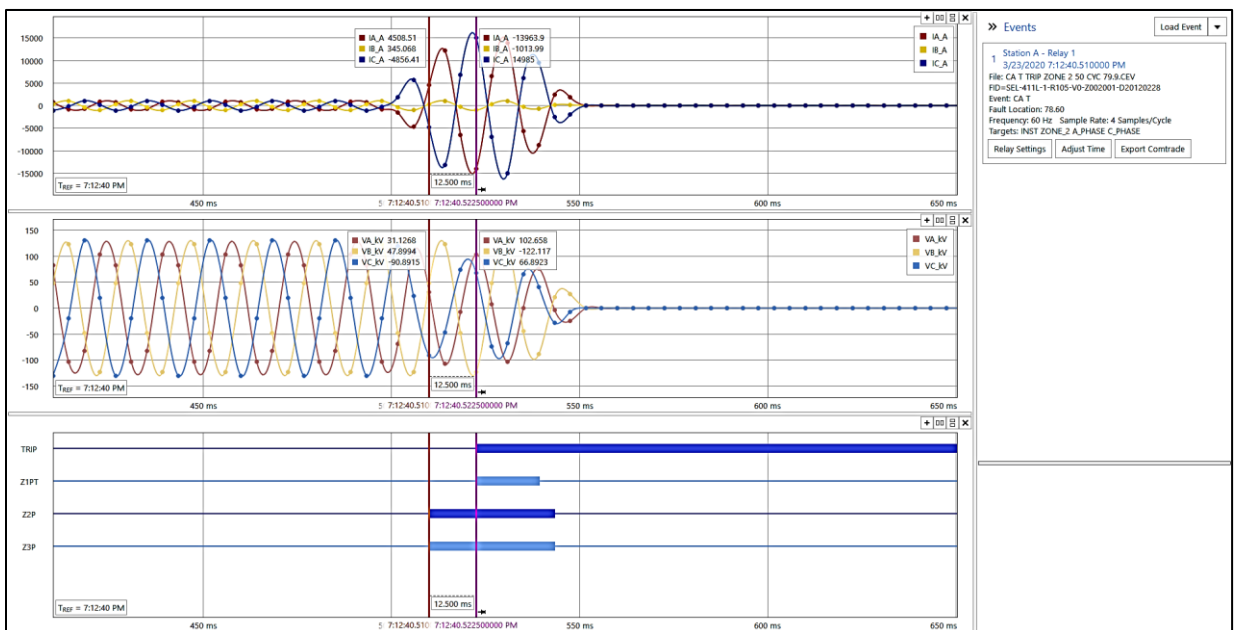 15000
10000
5000
0
-5000
-10000
-15000
IA_A 4508.51
IB_A 345.068
IC_A -4856.41
IA_A -13963.9
IB_A -1013.99
IC_A 14985
IA_A
IB_A
IC_A
12.500 ms
TREF = 7:12:40 PM
450 ms
5 7:12:40.510 7:12:40.522500000 PM
550 ms
600 ms
650 ms
150
100
50
0
-50
-100
-150
VA_kV 31.1268
VB_kV 47.8994
VC_kV -90.8915
VA_kV 102.658
VB_kV -122.117
VC_kV 66.8923
VA_kV
VB_kV
VC_kV
12.500 ms
TREF = 7:12:40 PM
450 ms
5 7:12:40.510 7:12:40.522500000 PM
550 ms
600 ms
650 ms
TRIP
Z1PT
Z2P
Z3P
12.500 ms
TREF = 7:12:40 PM
450 ms
5 7:12:40.510 7:12:40.522500000 PM
550 ms
600 ms
650 ms
» Events
Load Event
1 Station A - Relay 1
3/23/2020 7:12:40.510000 PM
File: CA T TRIP ZONE 2 50 CYC 79.9.CEV
FID=SEL-411L-1-R105-V0-Z002001-D20120228
Event: CA T
Fault Location: 78.60
Frequency: 60 Hz Sample Rate: 4 Samples/Cycle
Targets: INST ZONE_2 A_PHASE C_PHASE
Relay Settings
Adjust Time
Export Comtrade